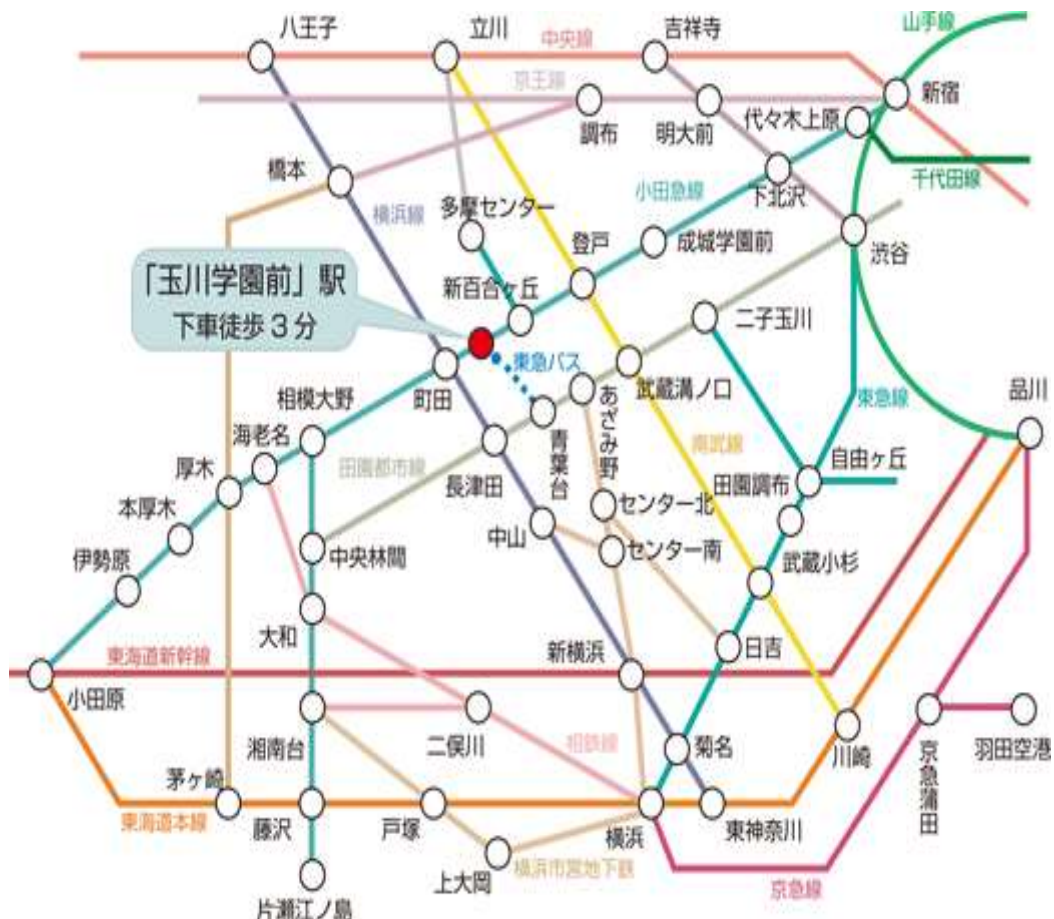 八王子
立川
中央線
吉祥寺
山手線
京王線
調布
明大前
代々木上原
新宿
橋本
横浜線
多摩センター
小田急線
下北沢
千代田線
登戸
成城学園前
渋谷
「玉川学園前」駅
下車徒歩3分
新百合ヶ丘
二子玉川
東急バス
相模大野
町田
あざみ野
武蔵溝ノ口
東急線
品川
海老名
田園都市線
青葉台
南武線
自由ヶ丘
厚木
長津田
田園調布
本厚木
センター北
中山
伊勢原
中央林間
センター南
武蔵小杉
大和
東海道新幹線
新横浜
日吉
小田原
湘南台
二俣川
相鉄線
菊名
川崎
京急蒲田
羽田空港
茅ヶ崎
東海道本線
藤沢
戸塚
横浜
東神奈川
上大岡
横浜市営地下鉄
京急線
片瀬江ノ島